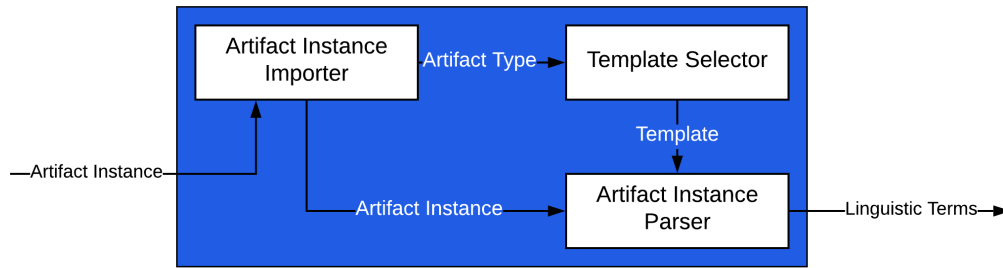 Artifact Instance
Importer
Artifact Type
Template Selector
Template
Artifact Instance
Artifact Instance
Artifact Instance
Parser
Linguistic Terms